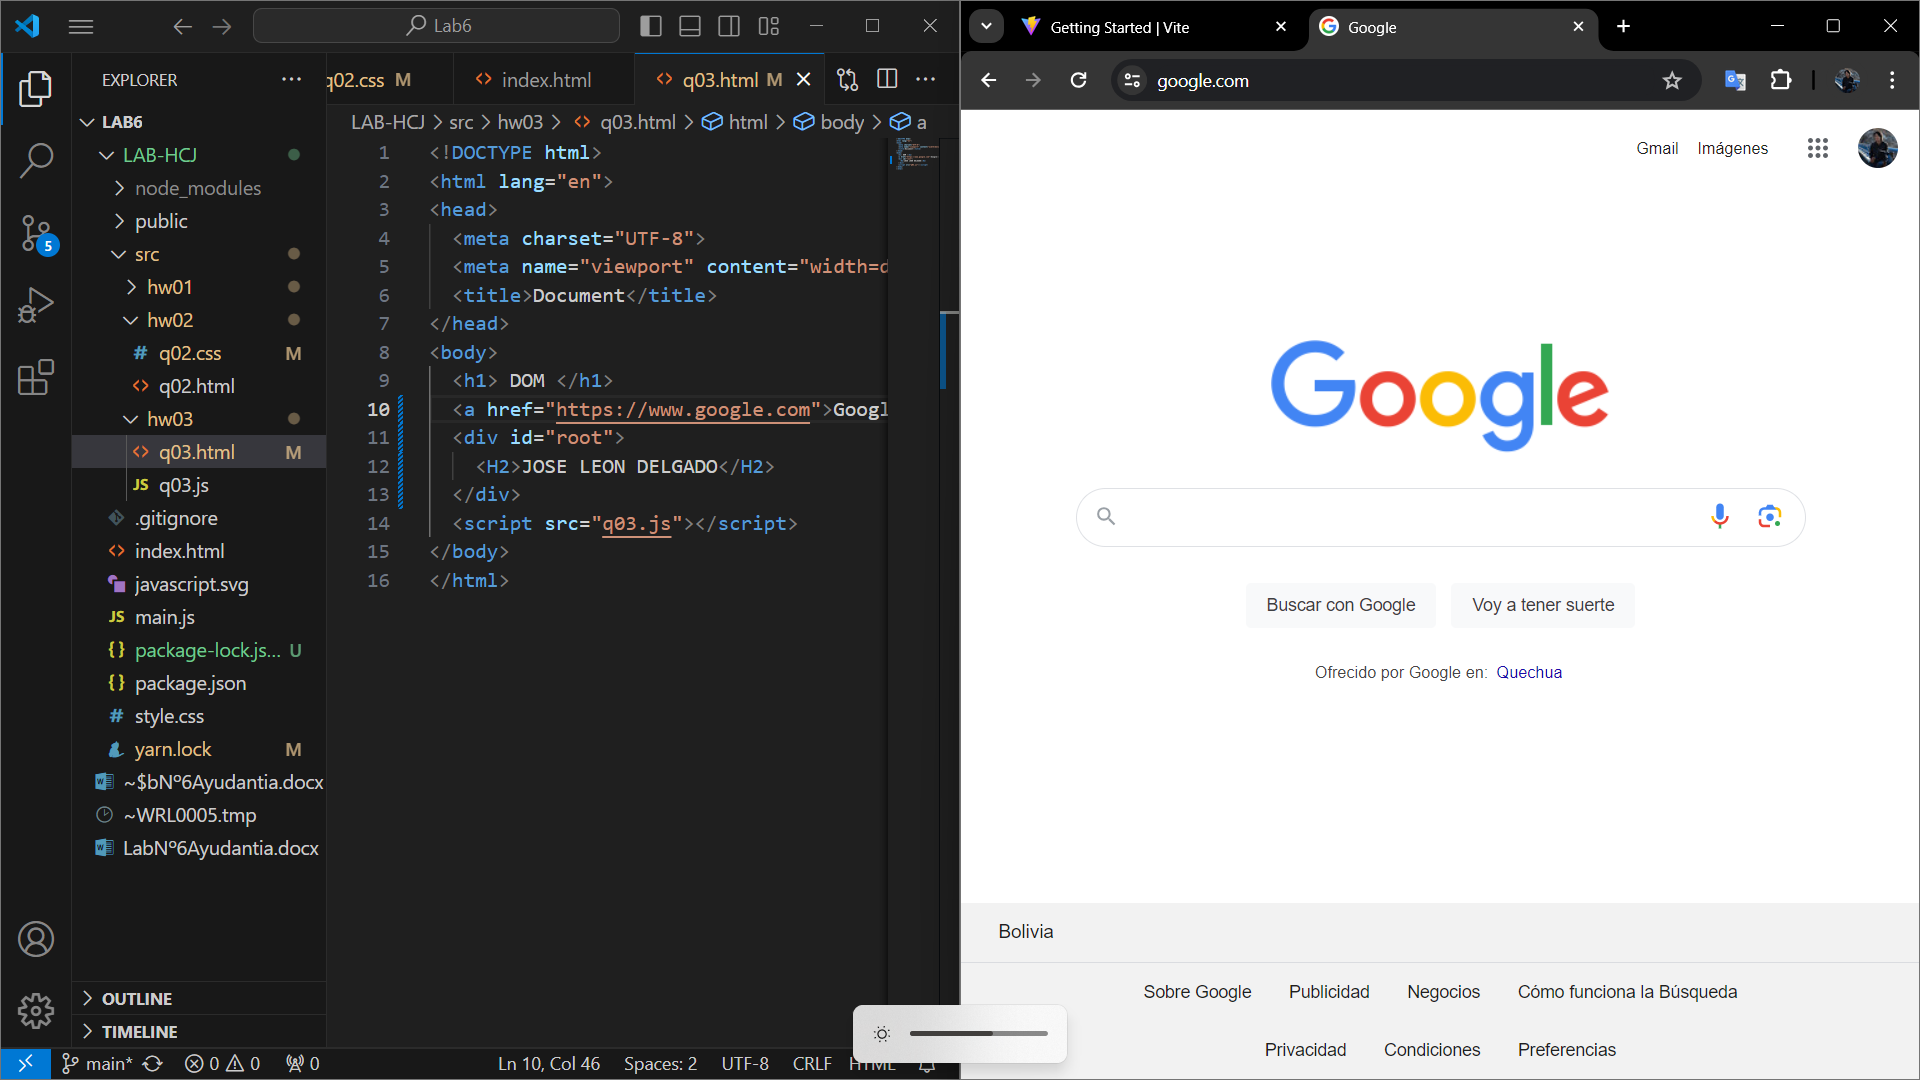 Lab6
EXPLORER
LAB6
LAB-HCJ
node_modules
public
src
hw01
hw02
q02.css M
q02.html
hw03
q03.html M
q03.js
.gitignore
index.html
javascript.svg
main.js
package-lock.js... U
package.json
style.css
yarn.lock M
~$bNº6Ayudantia.docx
~WRL0005.tmp
LabNº6Ayudantia.docx
OUTLINE
TIMELINE
5
q02.css M
index.html
q03.html M
LAB-HCJ > src > hw03 > q03.html > html > body > a
1 <!DOCTYPE html>
2 <html lang="en">
3 <head>
4 <meta charset="UTF-8">
5 <meta name="viewport" content="width=d
6 <title>Document</title>
7 </head>
8 <body>
9 <h1> DOM </h1>
10 <a href="https://www.google.com">Googl
11 <div id="root">
12 <H2>JOSE LEON DELGADO</H2>
13 </div>
14 <script src="q03.js"></script>
15 </body>
16 </html>
main* 0 0 0 Ln 10, Col 46 Spaces: 2 UTF-8 CRLF HTML
Getting Started | Vite
Google
google.com
Gmail Imágenes
Google
Buscar con Google Voy a tener suerte
Ofrecido por Google en: Quechua
Bolivia
Sobre Google Publicidad Negocios Cómo funciona la Búsqueda
Privacidad Condiciones Preferencias